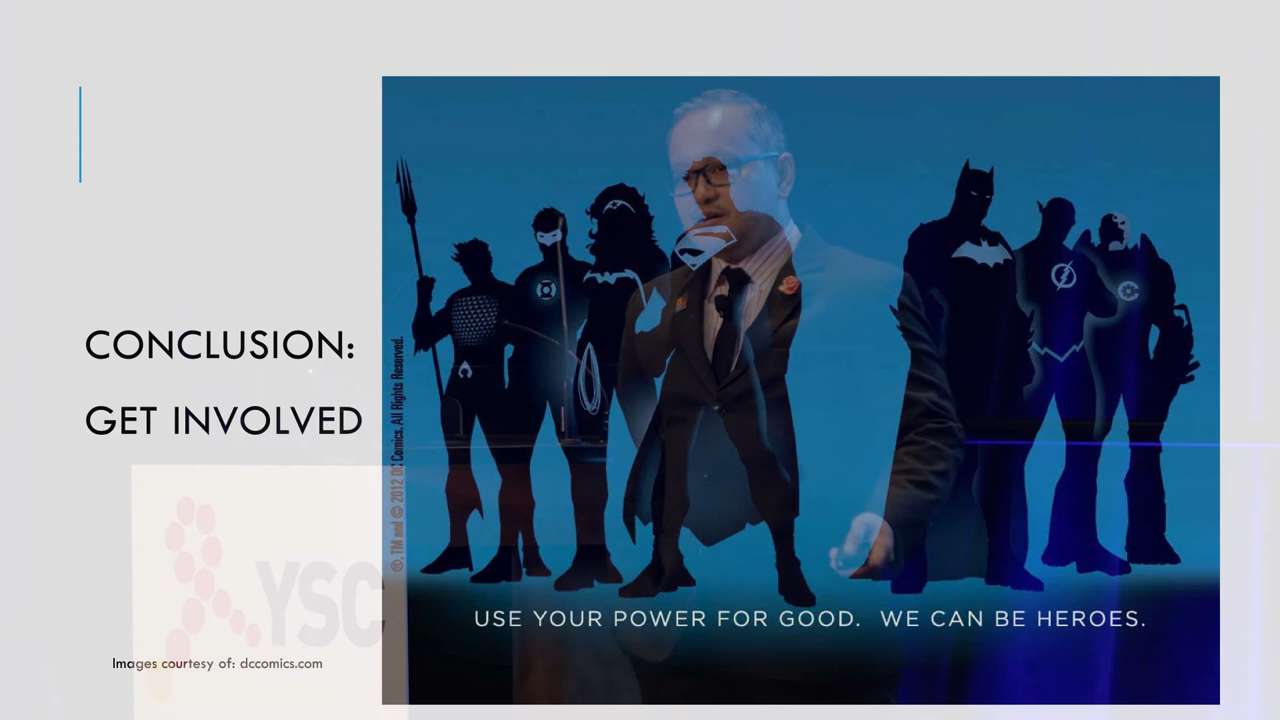 CONCLUSION:
GET INVOLVED
®, TM and © 2012 DC Comics. All Rights Reserved.
USE YOUR POWER FOR GOOD. WE CAN BE HEROES.
YSC
Images courtesy of: dccomics.com